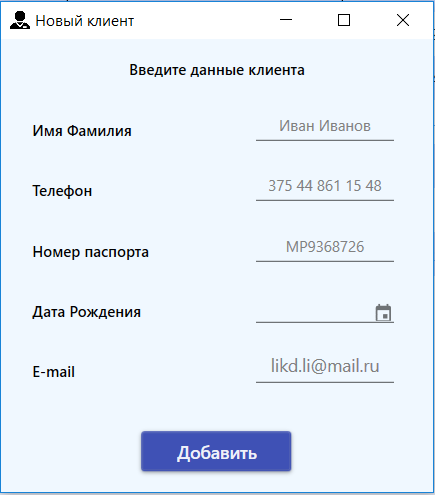 Новый клиент
Введите данные клиента
Имя Фамилия
Иван Иванов
Телефон
375 44 861 15 48
Номер паспорта
MP9368726
Дата Рождения
E-mail
likd.li@mail.ru
Добавить